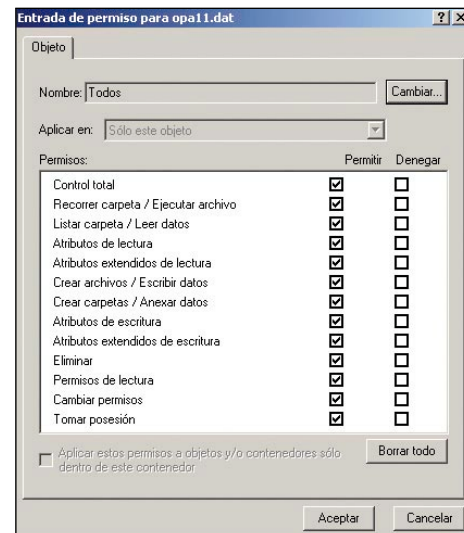 Entrada de permiso para opa11.dat
Objeto
Nombre: Todos
Cambiar...
Aplicar en: Sólo este objeto
Permisos: Permitir Denegar
Control total
Recorrer carpeta / Ejecutar archivo
Listar carpeta / Leer datos
Atributos de lectura
Atributos extendidos de lectura
Crear archivos / Escribir datos
Crear carpetas / Anexar datos
Atributos de escritura
Atributos extendidos de escritura
Eliminar
Permisos de lectura
Cambiar permisos
Tomar posesión
Aplicar estos permisos a objetos y/o contenedores sólo
dentro de este contenedor
Borrar todo
Aceptar Cancelar